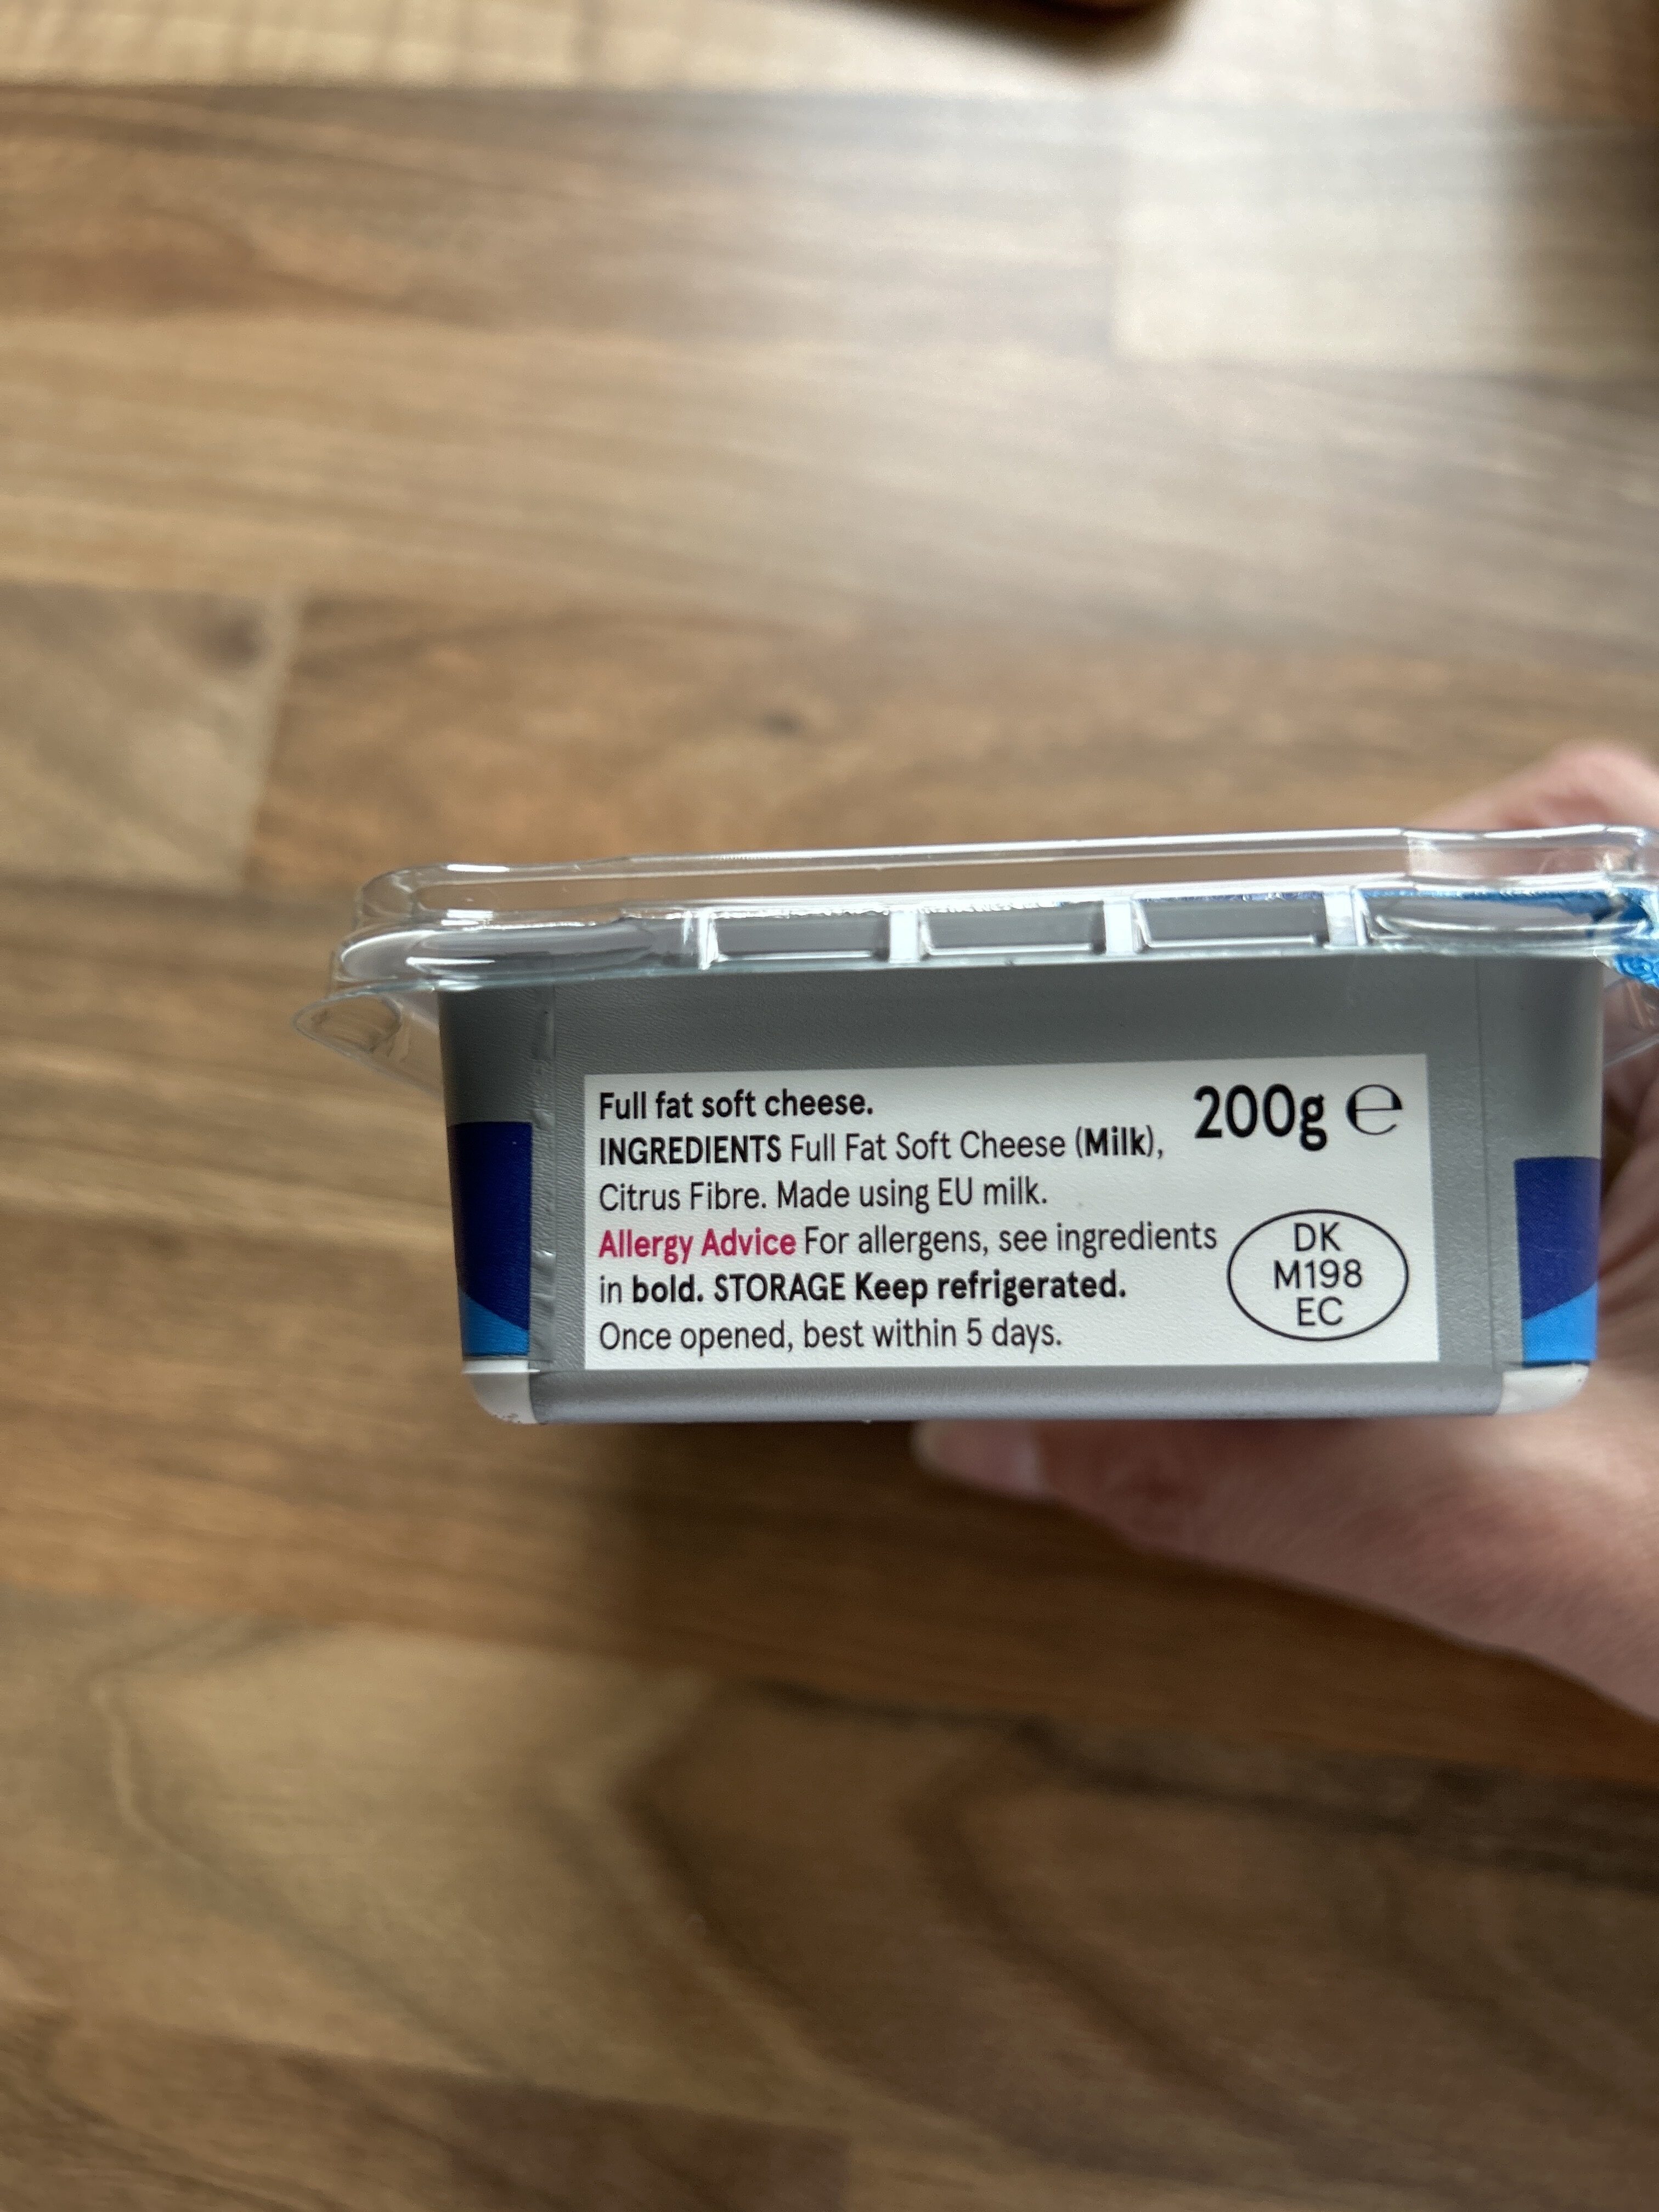 Full fat soft cheese.
200g ℮
INGREDIENTS Full Fat Soft Cheese (Milk),
Citrus Fibre. Made using EU milk.
Allergy Advice For allergens, see ingredients
in bold. STORAGE Keep refrigerated.
Once opened, best within 5 days.
DK
M198
EC